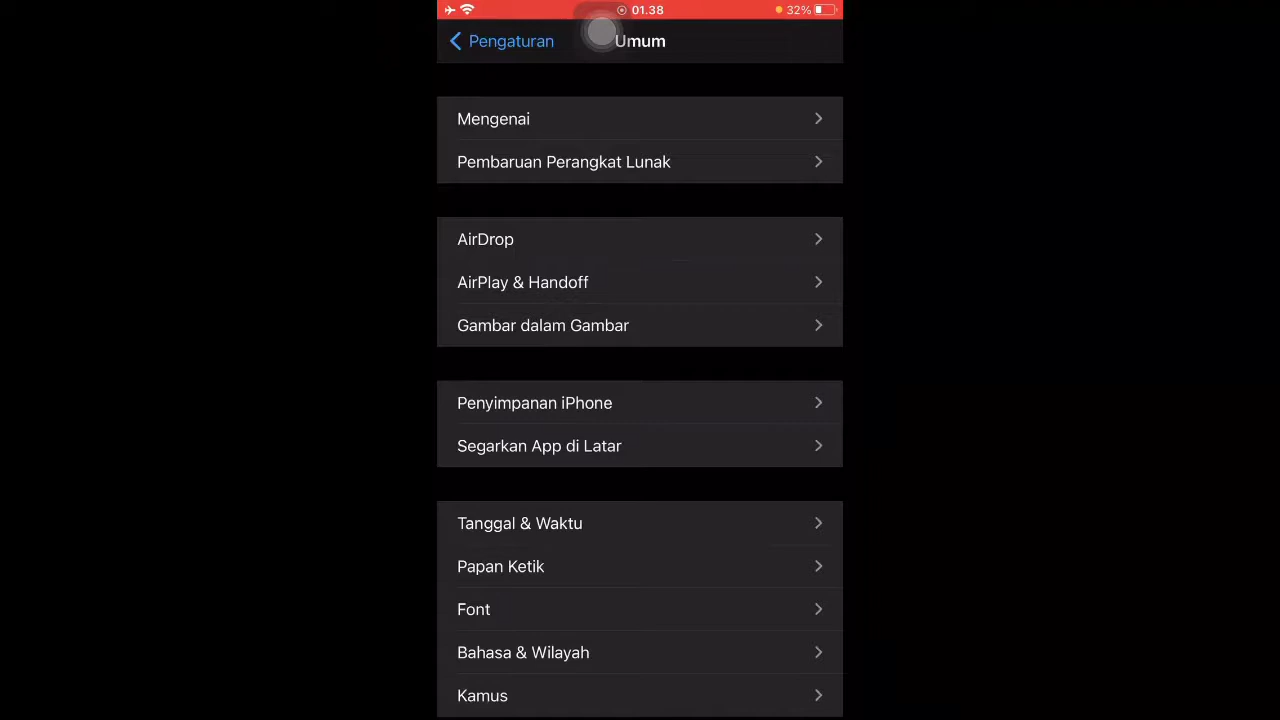 01.38
32%
Pengaturan
Umum
Mengenai
Pembaruan Perangkat Lunak
AirDrop
AirPlay & Handoff
Gambar dalam Gambar
Penyimpanan iPhone
Segarkan App di Latar
Tanggal & Waktu
Papan Ketik
Font
Bahasa & Wilayah
Kamus